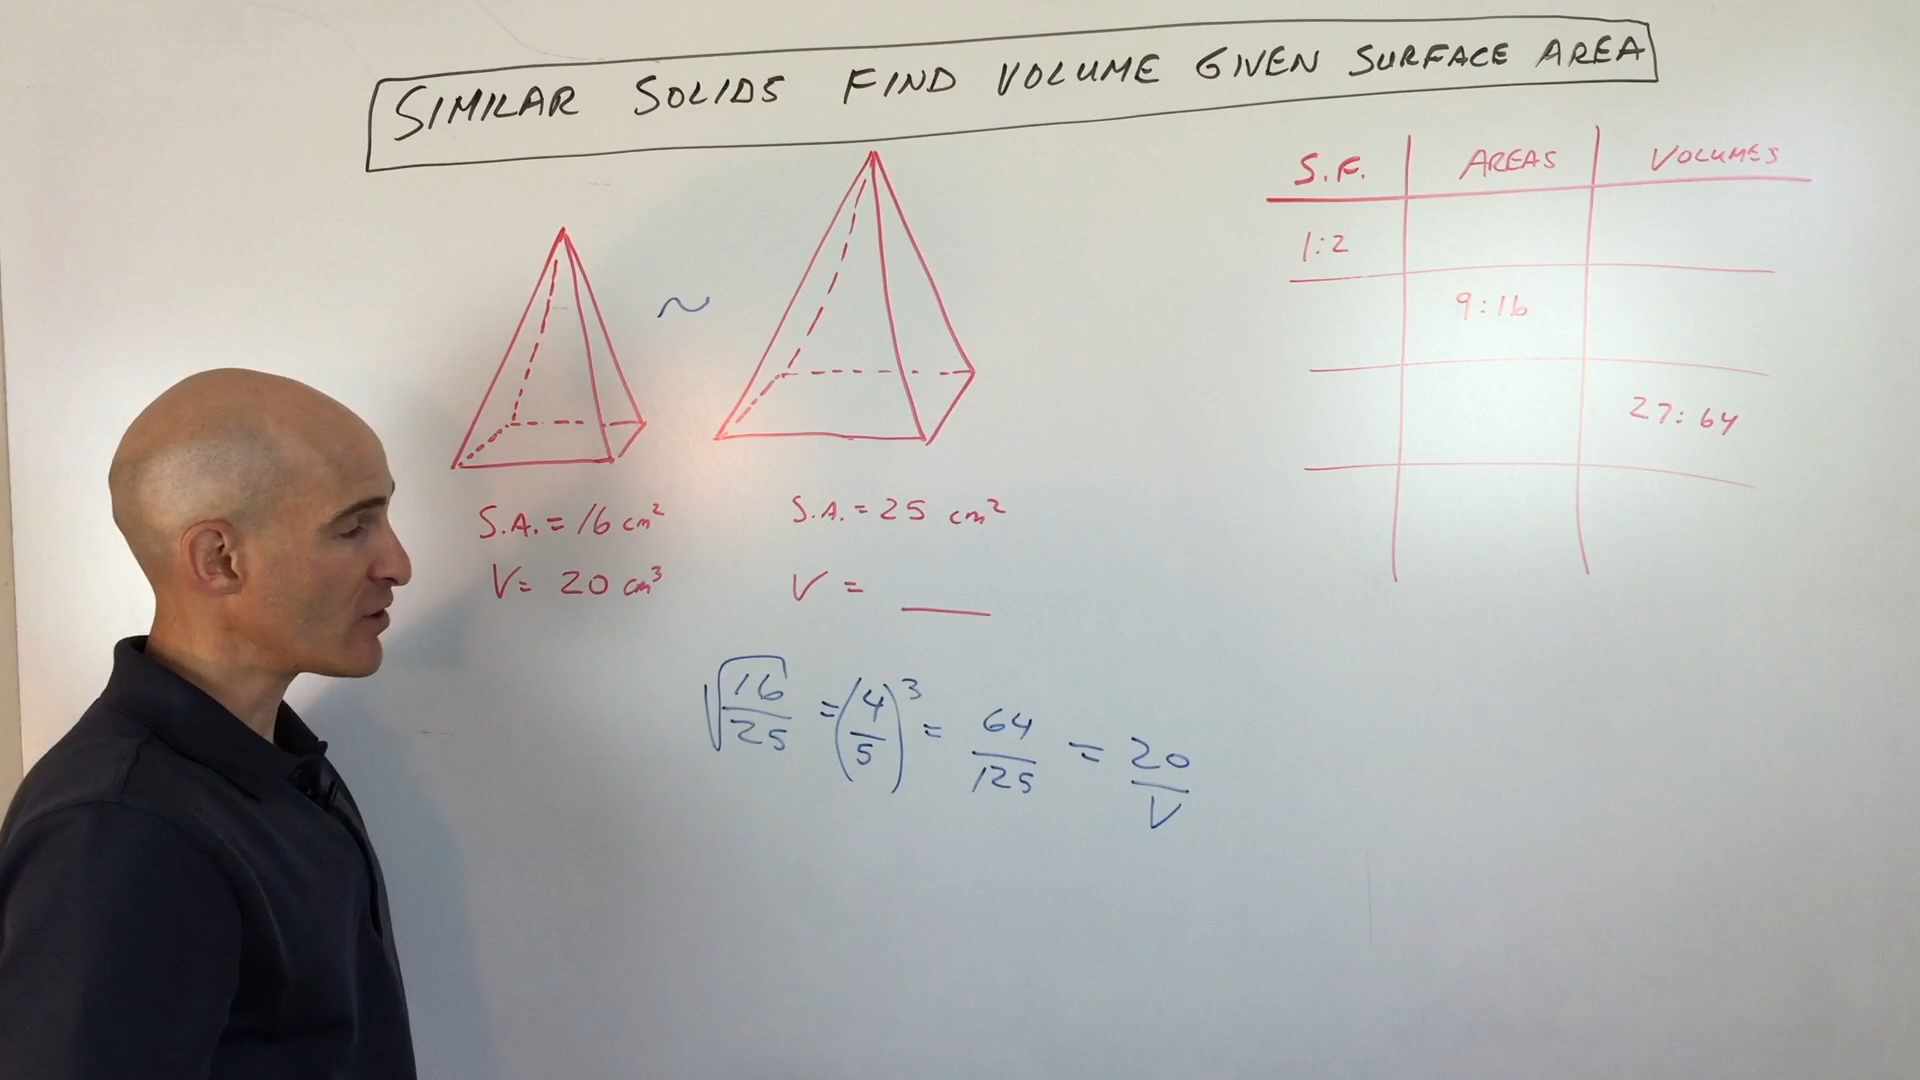 SIMILAR SOLIDS FIND VOLUME GIVEN SURFACE AREA
S.F. AREAS VOLUMES
1:2
9:16
27:64
~
S.A. = 16 cm²
V = 20 cm³
S.A. = 25 cm²
V = ____
√16/25 = (4/5)³ = 64/125 = 20/V